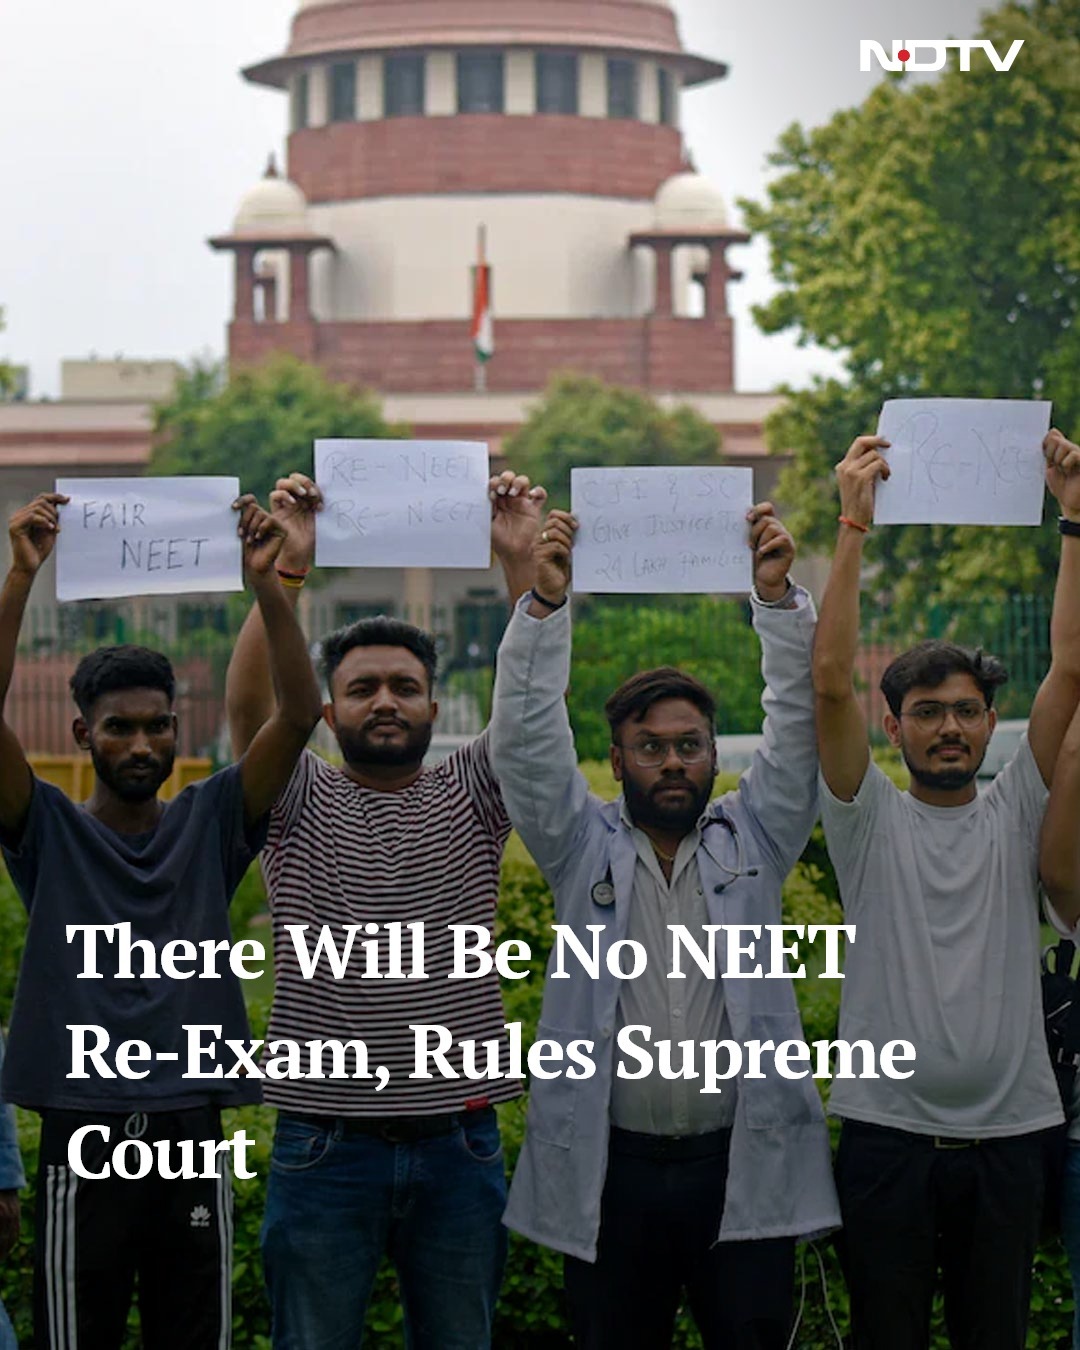 NDTV
FAIR
NEET
RE - NEET
Re - NEET
CJI & SC
Give Justice To
24 Lakh Families
RE-NEET
There Will Be No NEET
Re-Exam, Rules Supreme
Court